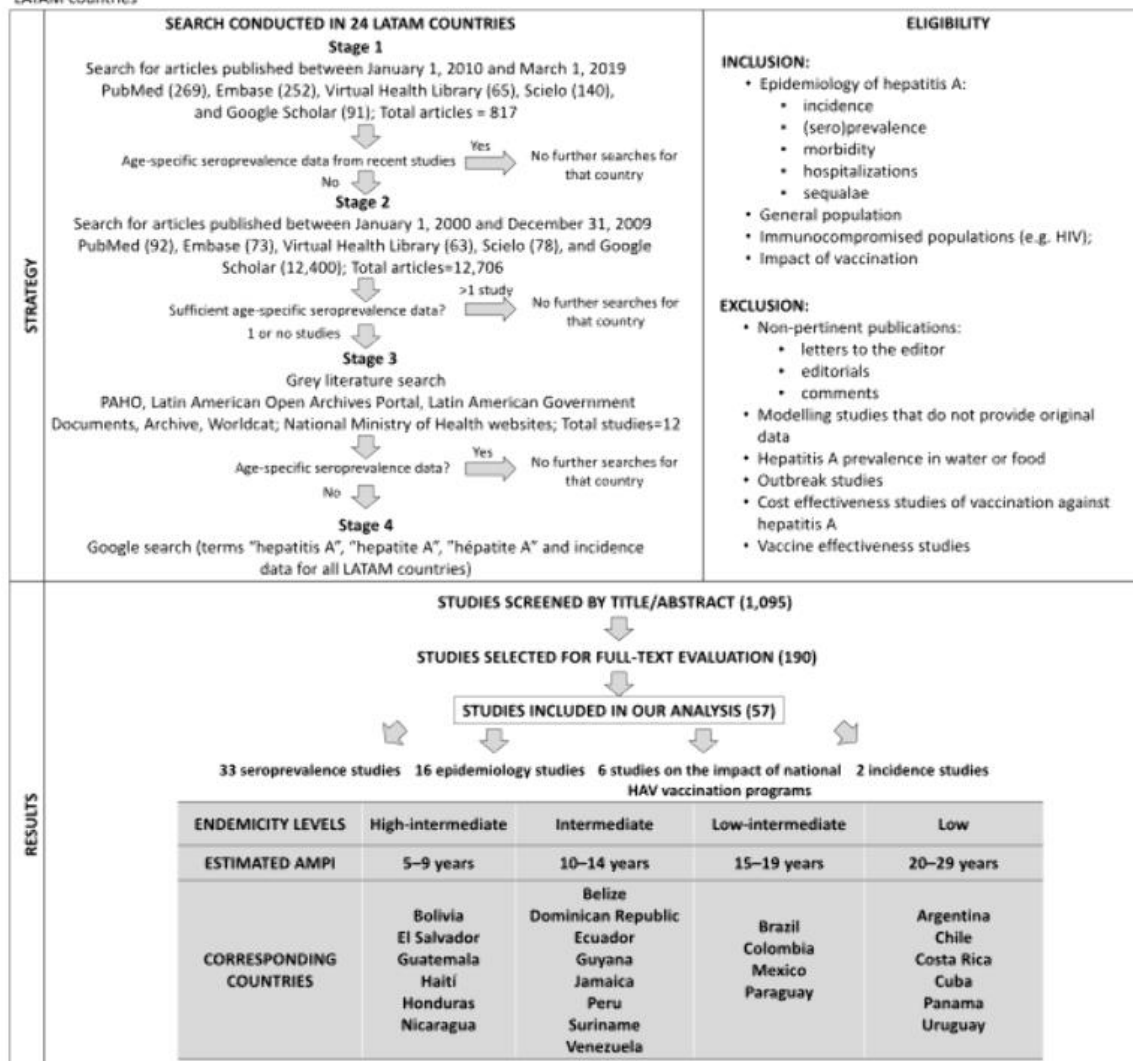 LATAM countries
STRATEGY
SEARCH CONDUCTED IN 24 LATAM COUNTRIES
Stage 1
Search for articles published between January 1, 2010 and March 1, 2019
PubMed (269), Embase (252), Virtual Health Library (65), Scielo (140),
and Google Scholar (91); Total articles = 817
Age-specific seroprevalence data from recent studies
Yes
No further searches for
that country
No
Stage 2
Search for articles published between January 1, 2000 and December 31, 2009
PubMed (92), Embase (73), Virtual Health Library (63), Scielo (78), and Google
Scholar (12,400); Total articles=12,706
Sufficient age-specific seroprevalence data?
>1 study
No further searches for
that country
1 or no studies
Stage 3
Grey literature search
PAHO, Latin American Open Archives Portal, Latin American Government
Documents, Archive, Worldcat; National Ministry of Health websites; Total studies=12
Age-specific seroprevalence data?
Yes
No further searches for
that country
No
Stage 4
Google search (terms "hepatitis A", "hepatite A", "hépatite A" and incidence
data for all LATAM countries)
ELIGIBILITY
INCLUSION:
• Epidemiology of hepatitis A:
• incidence
• (sero)prevalence
• morbidity
• hospitalizations
• sequalae
• General population
• Immunocompromised populations (e.g. HIV);
• Impact of vaccination
EXCLUSION:
• Non-pertinent publications:
• letters to the editor
• editorials
• comments
• Modelling studies that do not provide original
data
• Hepatitis A prevalence in water or food
• Outbreak studies
• Cost effectiveness studies of vaccination against
hepatitis A
• Vaccine effectiveness studies
RESULTS
STUDIES SCREENED BY TITLE/ABSTRACT (1,095)
STUDIES SELECTED FOR FULL-TEXT EVALUATION (190)
STUDIES INCLUDED IN OUR ANALYSIS (57)
33 seroprevalence studies
16 epidemiology studies
6 studies on the impact of national
HAV vaccination programs
2 incidence studies
ENDEMICITY LEVELS High-intermediate Intermediate Low-intermediate Low
ESTIMATED AMPI 5–9 years 10–14 years 15–19 years 20–29 years
CORRESPONDING
COUNTRIES
Bolivia
El Salvador
Guatemala
Haití
Honduras
Nicaragua
Belize
Dominican Republic
Ecuador
Guyana
Jamaica
Peru
Suriname
Venezuela
Brazil
Colombia
Mexico
Paraguay
Argentina
Chile
Costa Rica
Cuba
Panama
Uruguay